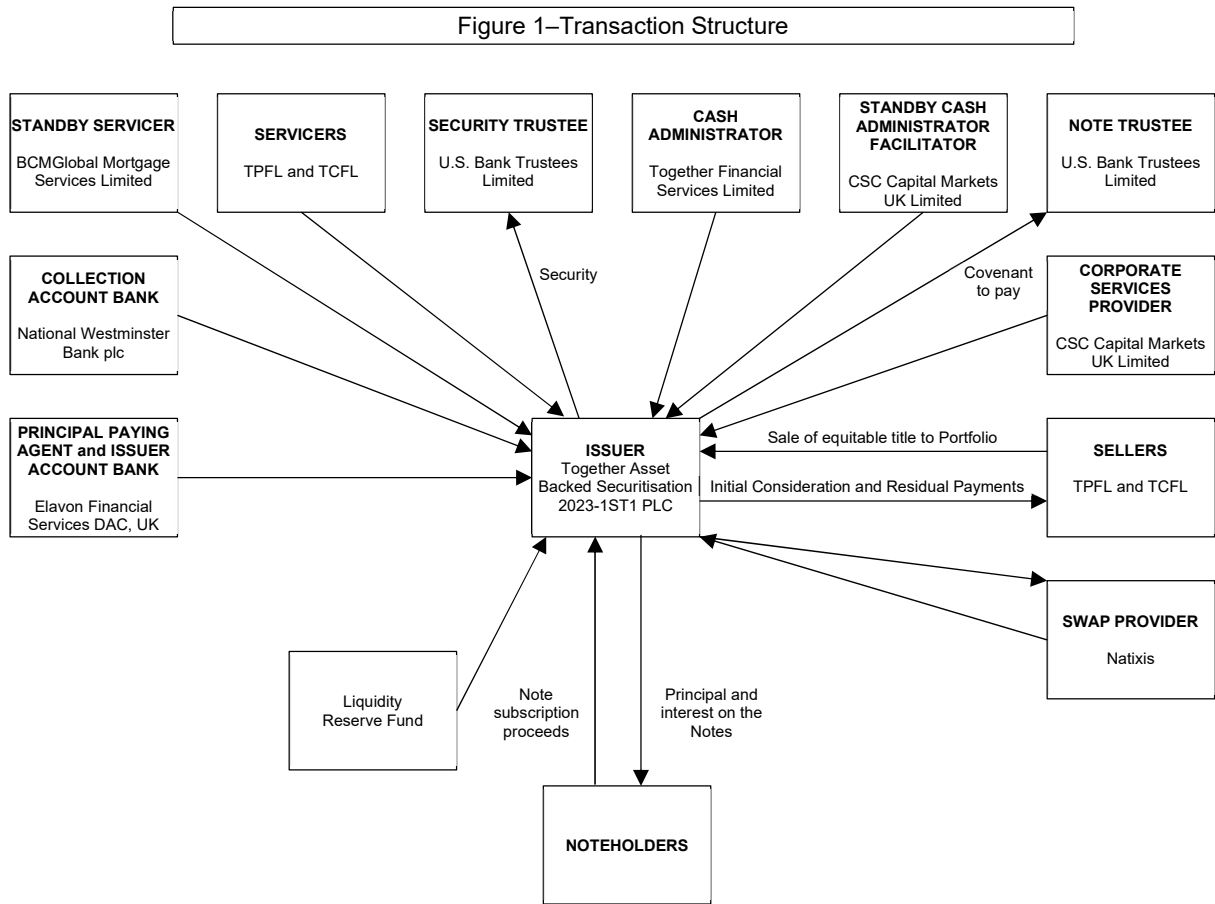 Figure 1–Transaction Structure
STANDBY SERVICER
BCMGlobal Mortgage
Services Limited
SERVICERS
TPFL and TCFL
SECURITY TRUSTEE
U.S. Bank Trustees
Limited
CASH
ADMINISTRATOR
Together Financial
Services Limited
STANDBY CASH
ADMINISTRATOR
FACILITATOR
CSC Capital Markets
UK Limited
NOTE TRUSTEE
U.S. Bank Trustees
Limited
COLLECTION
ACCOUNT BANK
National Westminster
Bank plc
Security
Covenant
to pay
CORPORATE
SERVICES
PROVIDER
CSC Capital Markets
UK Limited
PRINCIPAL PAYING
AGENT and ISSUER
ACCOUNT BANK
Elavon Financial
Services DAC, UK
ISSUER
Together Asset
Backed Securitisation
2023-1ST1 PLC
Sale of equitable title to Portfolio
Initial Consideration and Residual Payments
SELLERS
TPFL and TCFL
SWAP PROVIDER
Natixis
Liquidity
Reserve Fund
Note
subscription
proceeds
Principal and
interest on the
Notes
NOTEHOLDERS